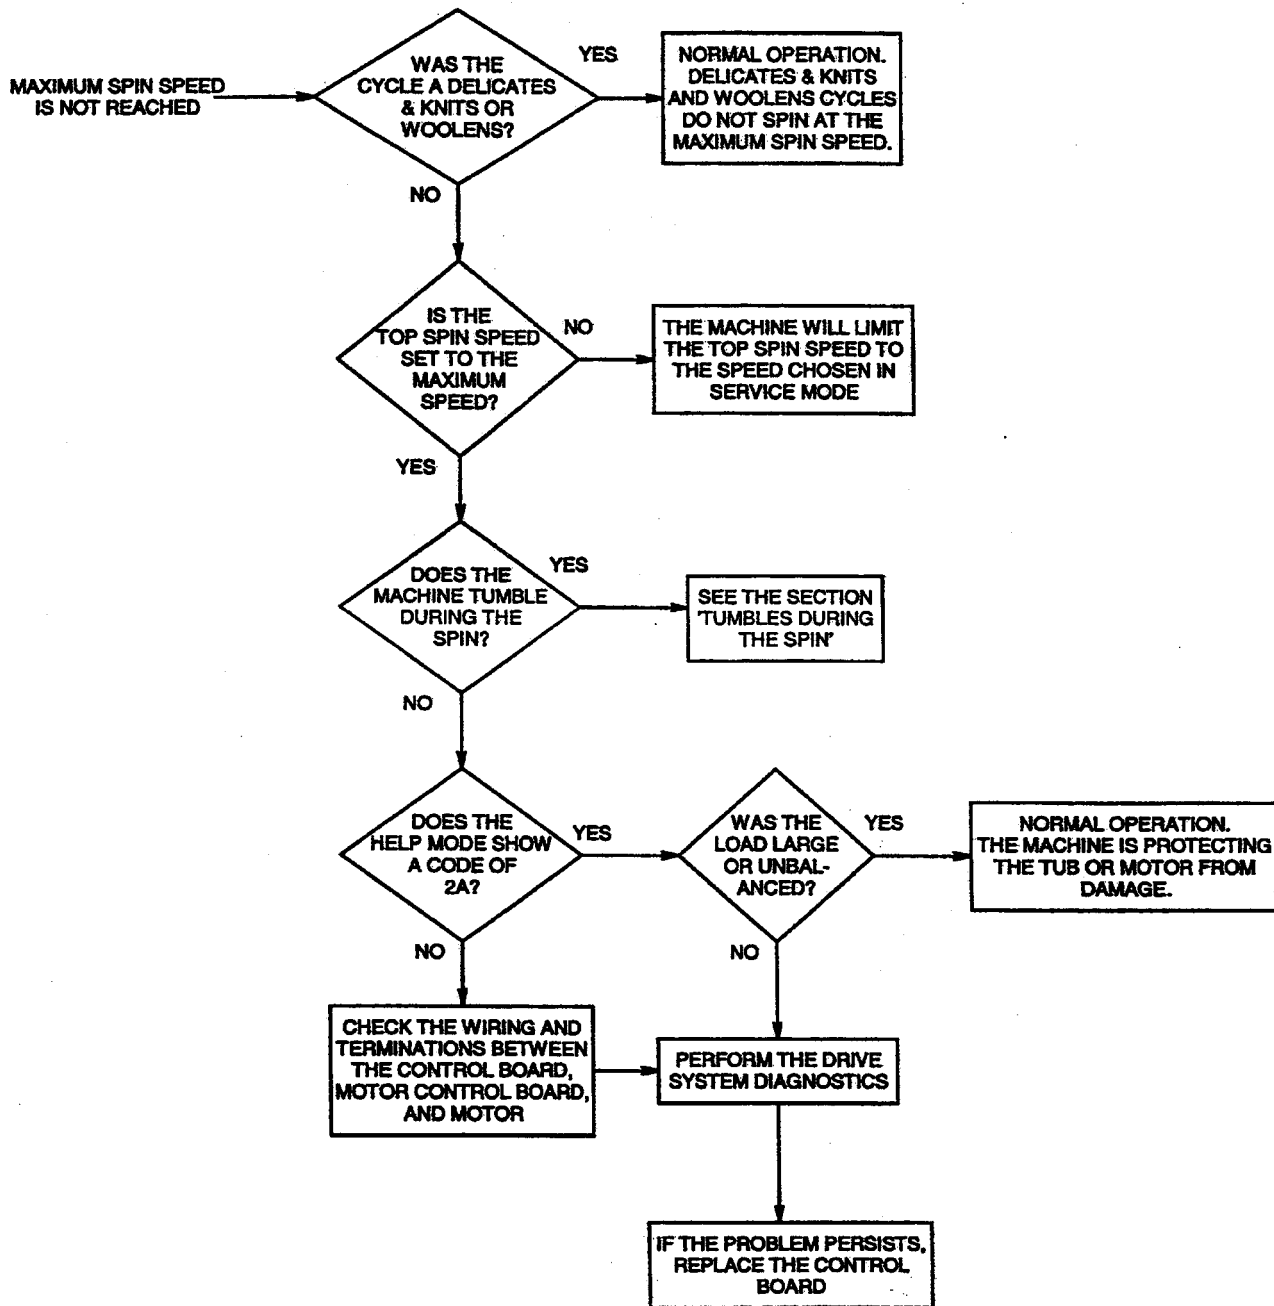 MAXIMUM SPIN SPEED
IS NOT REACHED
WAS THE
CYCLE A DELICATES
& KNITS OR
WOOLENS?
YES
NORMAL OPERATION.
DELICATES & KNITS
AND WOOLENS CYCLES
DO NOT SPIN AT THE
MAXIMUM SPIN SPEED.
NO
IS THE
TOP SPIN SPEED
SET TO THE
MAXIMUM
SPEED?
NO
THE MACHINE WILL LIMIT
THE TOP SPIN SPEED TO
THE SPEED CHOSEN IN
SERVICE MODE
YES
DOES THE
MACHINE TUMBLE
DURING THE
SPIN?
YES
SEE THE SECTION
'TUMBLES DURING
THE SPIN'
NO
DOES THE
HELP MODE SHOW
A CODE OF
2A?
YES
WAS THE
LOAD LARGE
OR UNBAL-
ANCED?
YES
NORMAL OPERATION.
THE MACHINE IS PROTECTING
THE TUB OR MOTOR FROM
DAMAGE.
NO
NO
CHECK THE WIRING AND
TERMINATIONS BETWEEN
THE CONTROL BOARD,
MOTOR CONTROL BOARD,
AND MOTOR
PERFORM THE DRIVE
SYSTEM DIAGNOSTICS
IF THE PROBLEM PERSISTS,
REPLACE THE CONTROL
BOARD